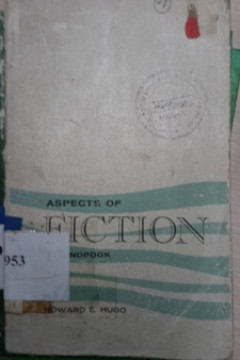 ASPECTS OF
FICTION
NDBOOK
953
HOWARD E. HUGO